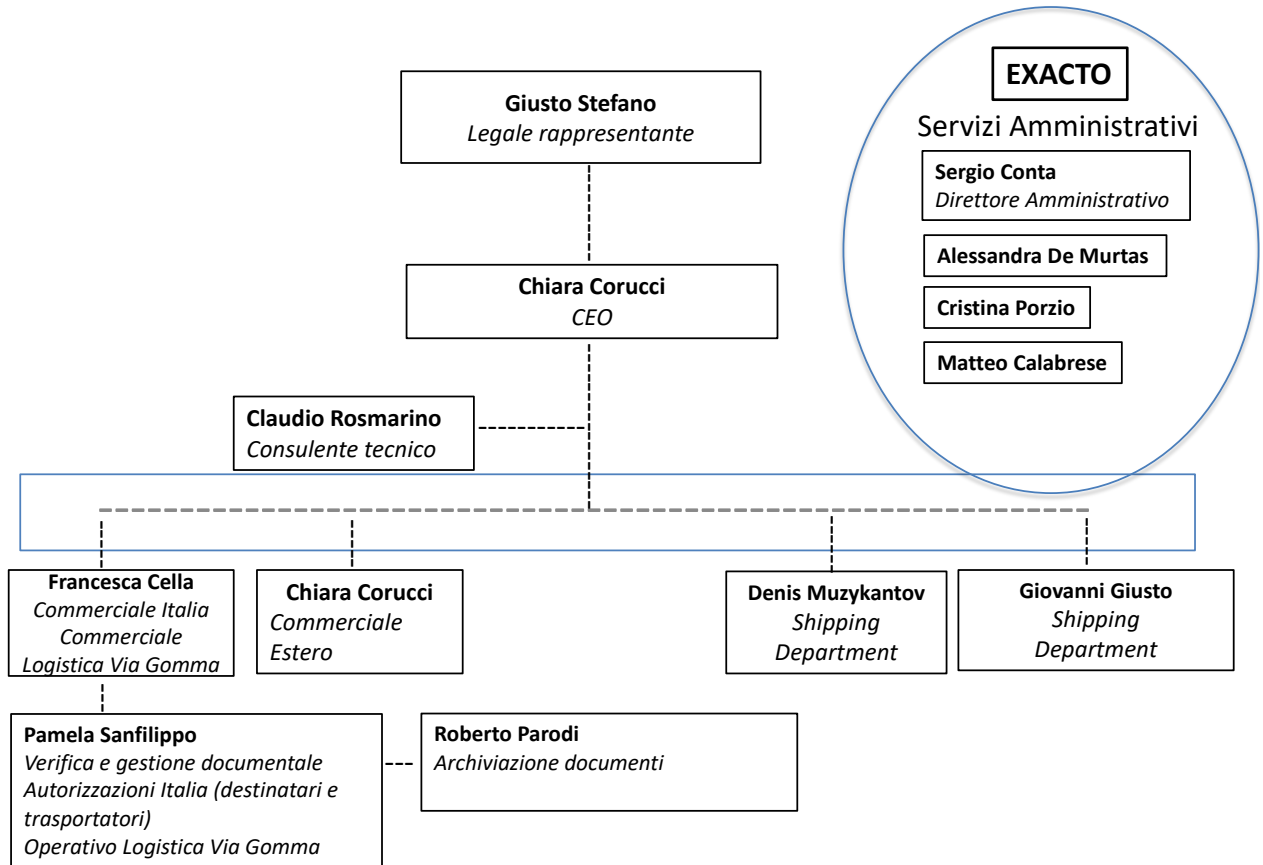 EXACTO
Servizi Amministrativi
Sergio Conta
Direttore Amministrativo
Alessandra De Murtas
Cristina Porzio
Matteo Calabrese
Giusto Stefano
Legale rappresentante
Chiara Corucci
CEO
Claudio Rosmarino
Consulente tecnico
Francesca Cella
Commerciale Italia
Commerciale
Logistica Via Gomma
Chiara Corucci
Commerciale
Estero
Denis Muzykantov
Shipping
Department
Giovanni Giusto
Shipping
Department
Pamela Sanfilippo
Verifica e gestione documentale
Autorizzazioni Italia (destinatari e
trasportatori)
Operativo Logistica Via Gomma
Roberto Parodi
Archiviazione documenti